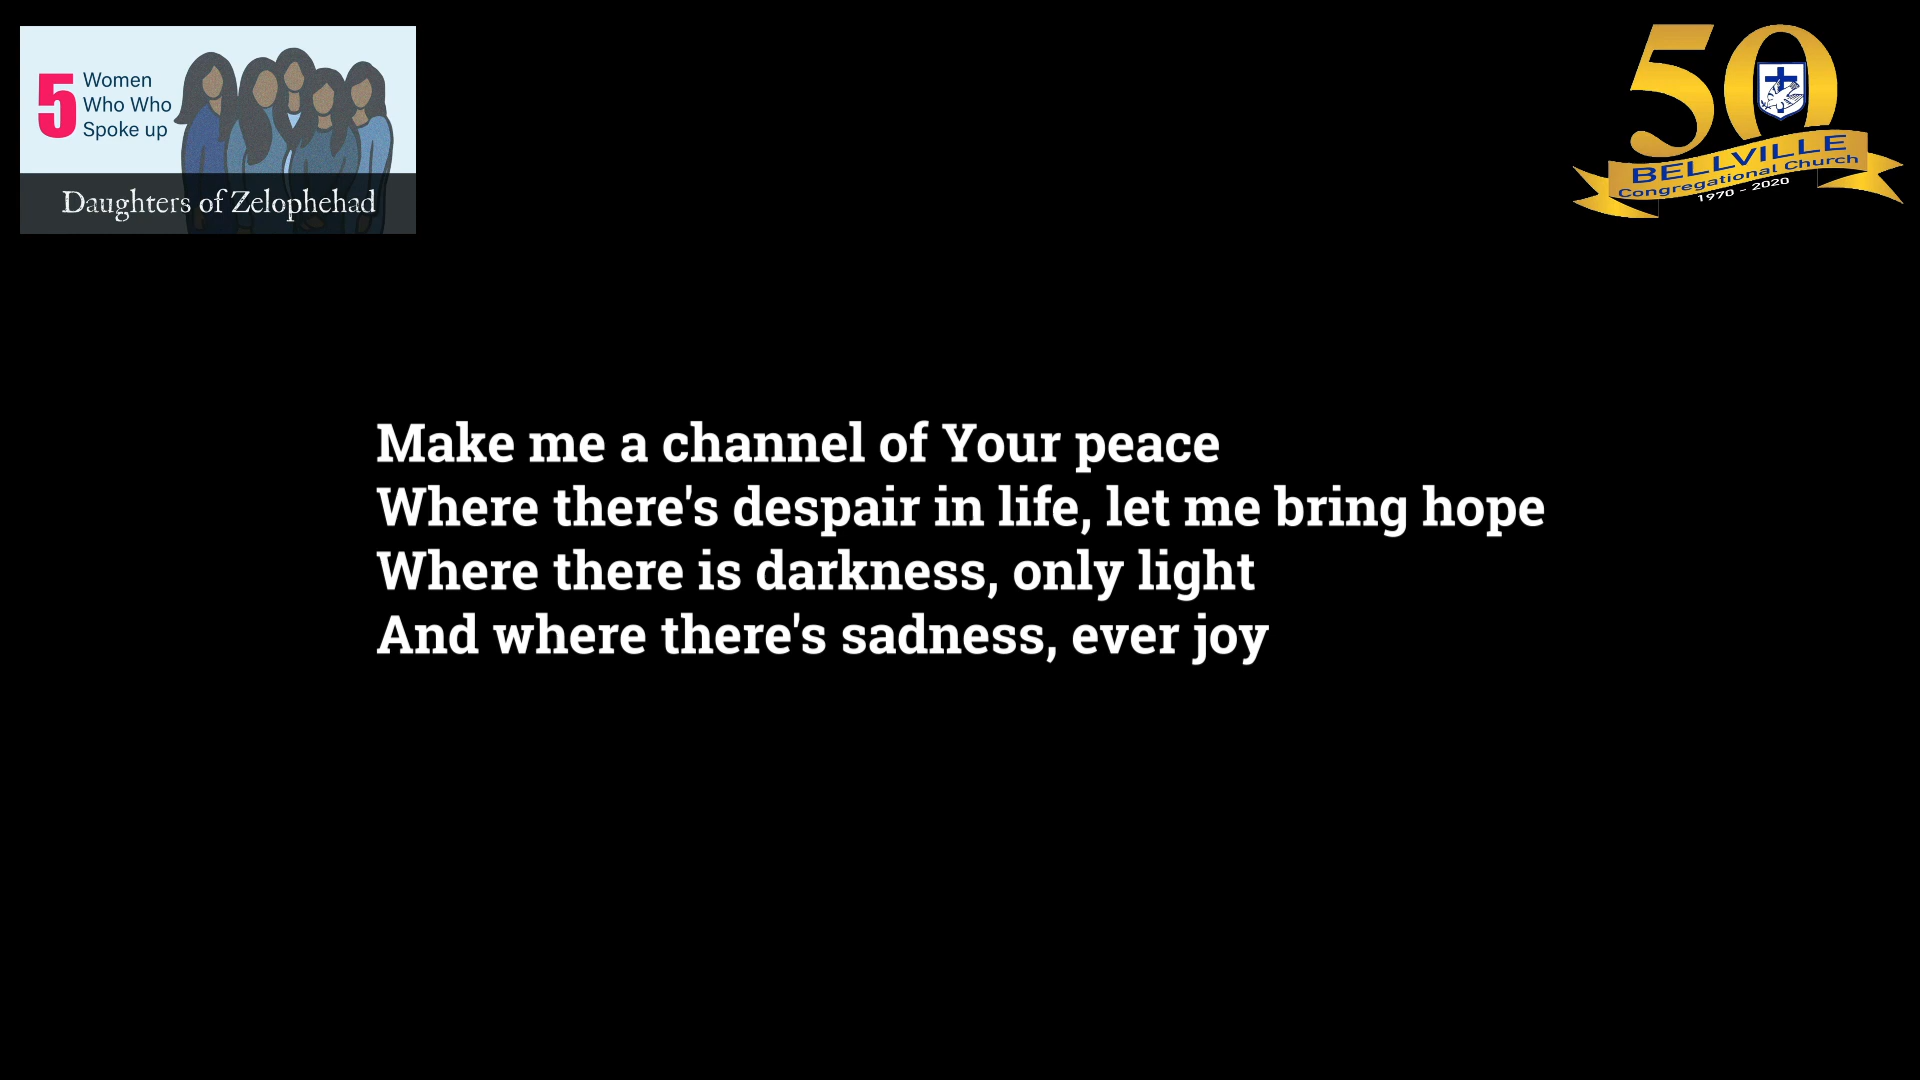 5
Women
Who Who
Spoke up
Daughters of Zelophehad
50
BELLVILLE
Congregational Church
1970 - 2020
Make me a channel of Your peace
Where there's despair in life, let me bring hope
Where there is darkness, only light
And where there's sadness, ever joy